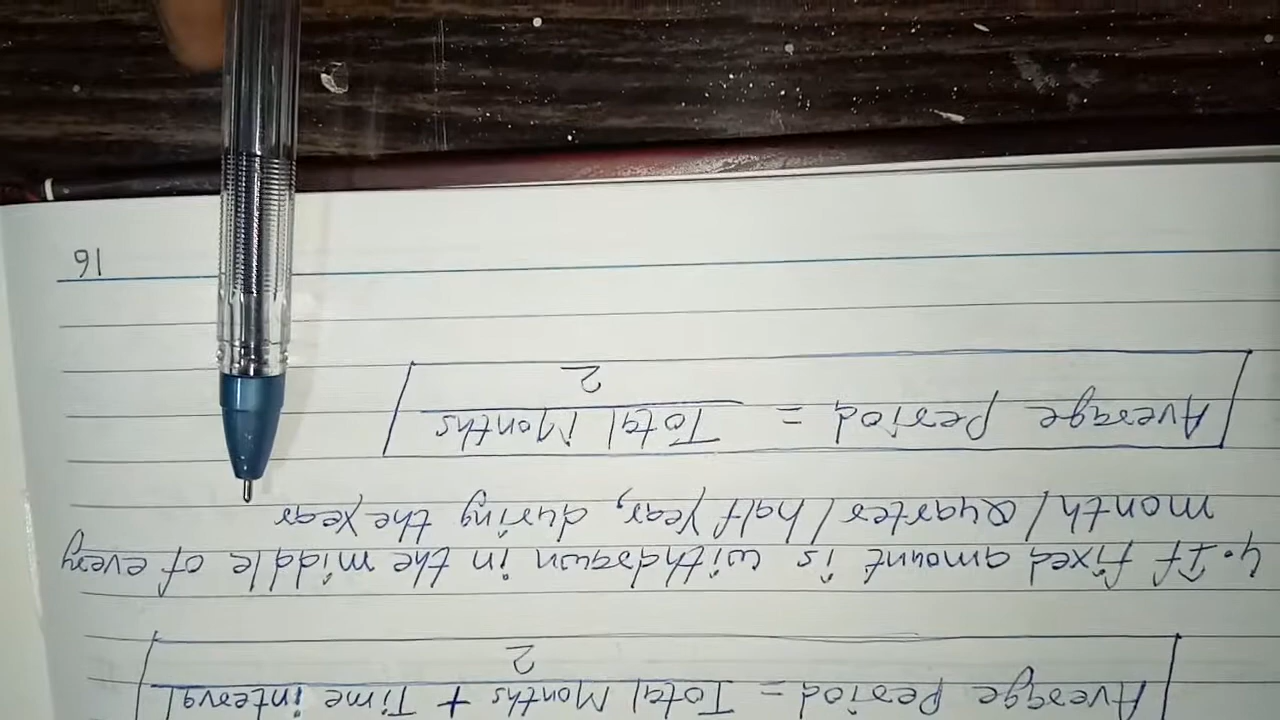 Average Period = Total Months + Time interval
2
4. If fixed amount is withdrawn in the middle of every
month/Quarter/half year, during the year
Average Period = Total Months
2
16